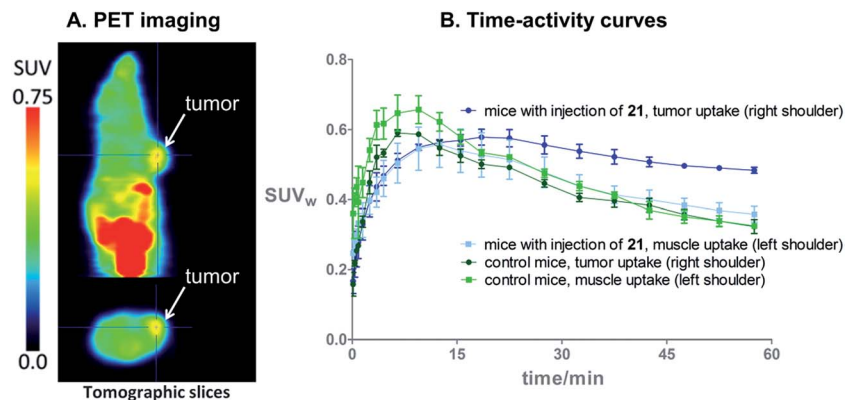 A. PET imaging
SUV
0.75
0.0
tumor
tumor
Tomographic slices
B. Time-activity curves
0.8
0.6
0.4
0.2
0.0
SUVw
mice with injection of 21, tumor uptake (right shoulder)
mice with injection of 21, muscle uptake (left shoulder)
control mice, tumor uptake (right shoulder)
control mice, muscle uptake (left shoulder)
0
15
30
45
60
time/min